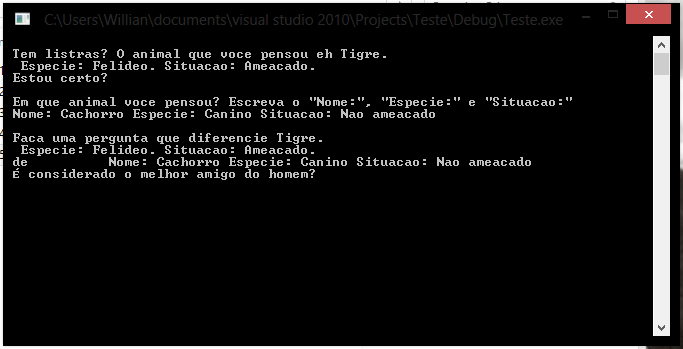 C:\Users\Willian\documents\visual studio 2010\Projects\Teste\Debug\Teste.exe
Tem listras? O animal que voce pensou eh Tigre.
Especie: Felideo. Situacao: Ameacado.
Estou certo?
Em que animal voce pensou? Escreva o "Nome:", "Especie:" e "Situacao:"
Nome: Cachorro Especie: Canino Situacao: Nao ameacado
Faca uma pergunta que diferencie Tigre.
Especie: Felideo. Situacao: Ameacado.
de Nome: Cachorro Especie: Canino Situacao: Nao ameacado
É considerado o melhor amigo do homem?